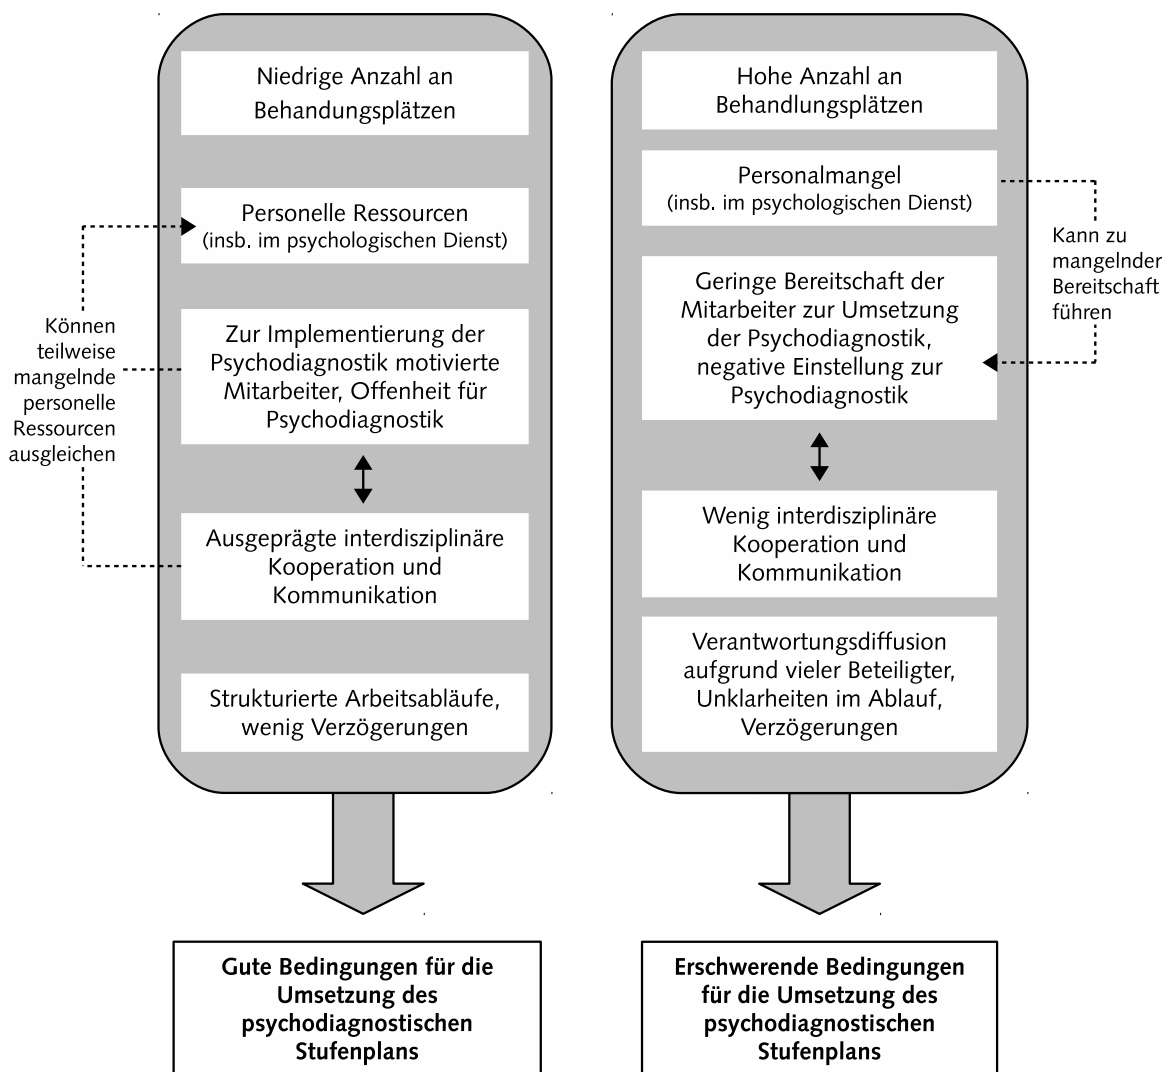 Niedrige Anzahl an
Behandungsplätzen
Personelle Ressourcen
(insb. im psychologischen Dienst)
Zur Implementierung der
Psychodiagnostik motivierte
Mitarbeiter, Offenheit für
Psychodiagnostik
Ausgeprägte interdisziplinäre
Kooperation und
Kommunikation
Strukturierte Arbeitsabläufe,
wenig Verzögerungen
Können
teilweise
mangelnde
personelle
Ressourcen
ausgleichen
Gute Bedingungen für die
Umsetzung des
psychodiagnostischen
Stufenplans
Hohe Anzahl an
Behandlungsplätzen
Personalmangel
(insb. im psychologischen Dienst)
Geringe Bereitschaft der
Mitarbeiter zur Umsetzung
der Psychodiagnostik,
negative Einstellung zur
Psychodiagnostik
Wenig interdisziplinäre
Kooperation und
Kommunikation
Verantwortungsdiffusion
aufgrund vieler Beteiligter,
Unklarheiten im Ablauf,
Verzögerungen
Kann zu
mangelnder
Bereitschaft
führen
Erschwerende Bedingungen
für die Umsetzung des
psychodiagnostischen
Stufenplans